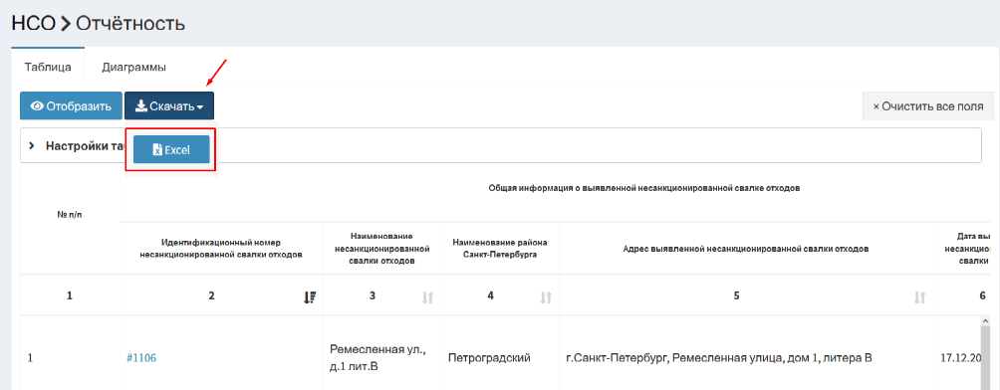 НСО > Отчётность
Таблица Диаграммы
Отобразить Скачать × Очистить все поля
Настройки та Excel
Общая информация о выявленной несанкционированной свалке отходов
№ п/п
Идентификационный номер
несанкционированной свалки отходов
Наименование
несанкционированной
свалки отходов
Наименование района
Санкт-Петербурга
Адрес выявленной несанкционированной свалки отходов
Дата вы
несанкцион
свалки
1 2 3 4 5 6
1 #1106
Ремесленная ул.,
д.1 лит.В
Петроградский г.Санкт-Петербург, Ремесленная улица, дом 1, литера В 17.12.20